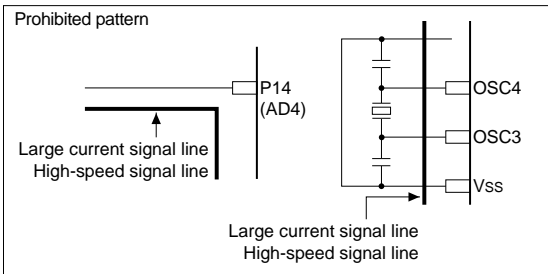 Prohibited pattern
P14
(AD4)
Large current signal line
High-speed signal line
OSC4
OSC3
VSS
Large current signal line
High-speed signal line